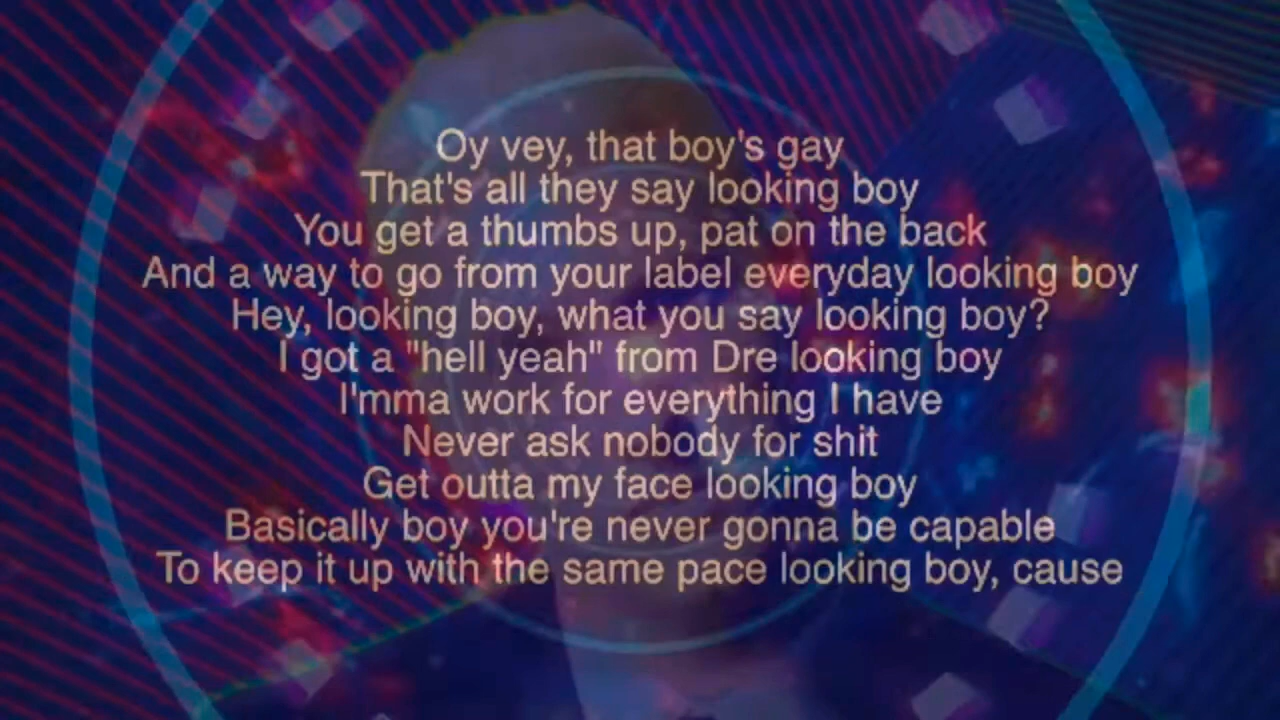 Oy vey, that boy's gay
That's all they say looking boy
You get a thumbs up, pat on the back
And a way to go from your label everyday looking boy
Hey, looking boy, what you say looking boy?
I got a "hell yeah" from Dre looking boy
I'mma work for everything I have
Never ask nobody for shit
Get outta my face looking boy
Basically boy you're never gonna be capable
To keep it up with the same pace looking boy, cause